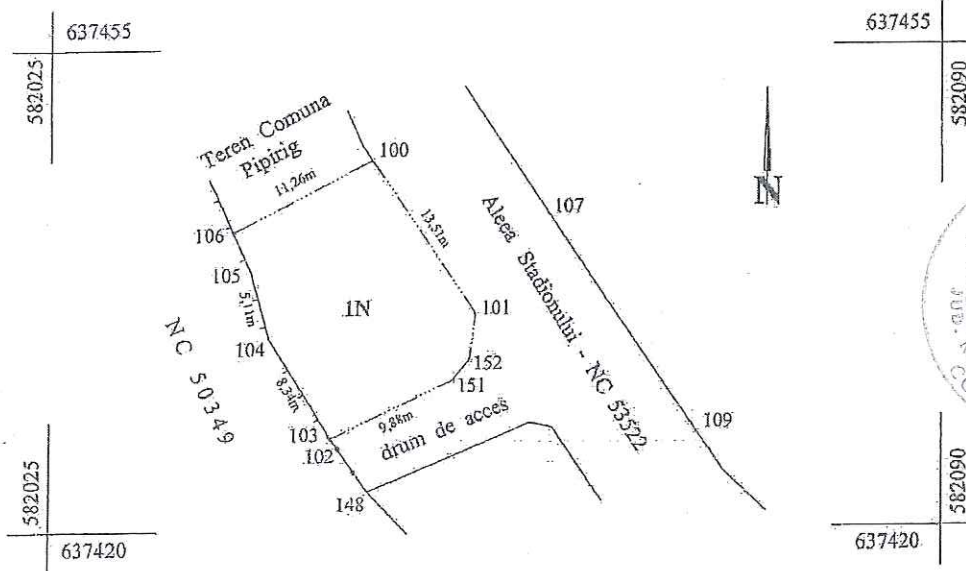 637455
637455
582025
582090
Teren Comuna
Pipirig
100
11,26m
N
13,51m
107
106
Aleea Stadionului - NC 53522
105
5,11m
1N
101
104
152
151
NC 50349
8,34m
9,88m
103
drum de acces
109
102
148
582025
582090
637420
637420